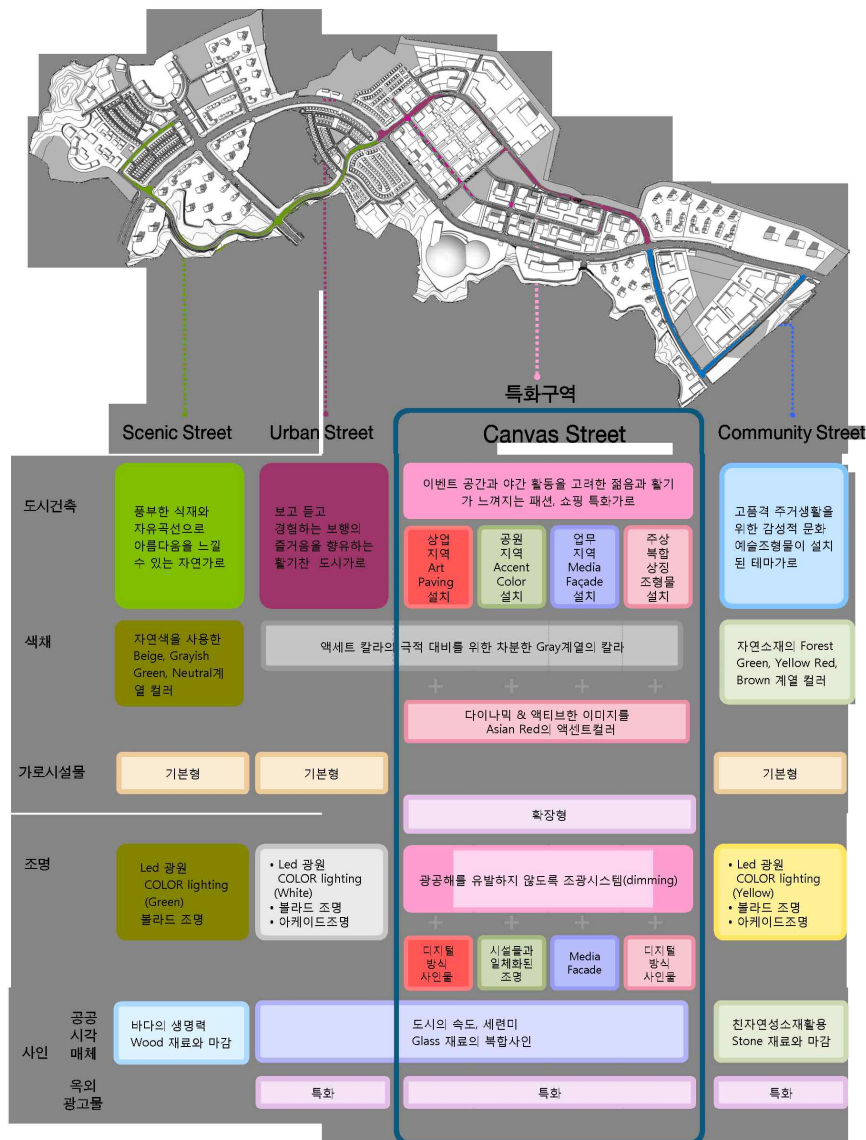 특화구역
Scenic Street
Urban Street
Canvas Street
Community Street
도시건축
풍부한 식재와
자유곡선으로
아름다움을 느낄
수 있는 자연가로
보고 듣고
경험하는 보행의
즐거움을 향유하는
활기찬 도시가로
이벤트 공간과 야간 활동을 고려한 젊음과 활기
가 느껴지는 패션, 쇼핑 특화가로
상업
지역
Art
Paving
설치
공원
지역
Accent
Color
설치
업무
지역
Media
Façade
설치
주상
복합
상징
조형물
설치
고품격 주거생활을
위한 감성적 문화
예술조형물이 설치
된 테마가로
색채
자연색을 사용한
Beige, Grayish
Green, Neutral계
열 컬러
액세트 칼라의 극적 대비를 위한 차분한 Gray계열의 칼라
자연소재의 Forest
Green, Yellow Red,
Brown 계열 컬러
+ + + +
다이나믹 & 액티브한 이미지를
Asian Red의 액센트컬러
가로시설물
기본형
기본형
기본형
확장형
조명
Led 광원
COLOR lighting
(Green)
볼라드 조명
• Led 광원
COLOR lighting
(White)
• 볼라드 조명
• 아케이드조명
광공해를 유발하지 않도록 조광시스템(dimming)
• Led 광원
COLOR lighting
(Yellow)
• 볼라드 조명
• 아케이드조명
+ + + +
디지털
방식
사인물
시설물과
일체화된
조명
Media
Facade
디지털
방식
사인물
사인
공공
시각
매체
바다의 생명력
Wood 재료와 마감
도시의 속도, 세련미
Glass 재료의 복합사인
친자연성소재활용
Stone 재료와 마감
옥외
광고물
특화
특화
특화